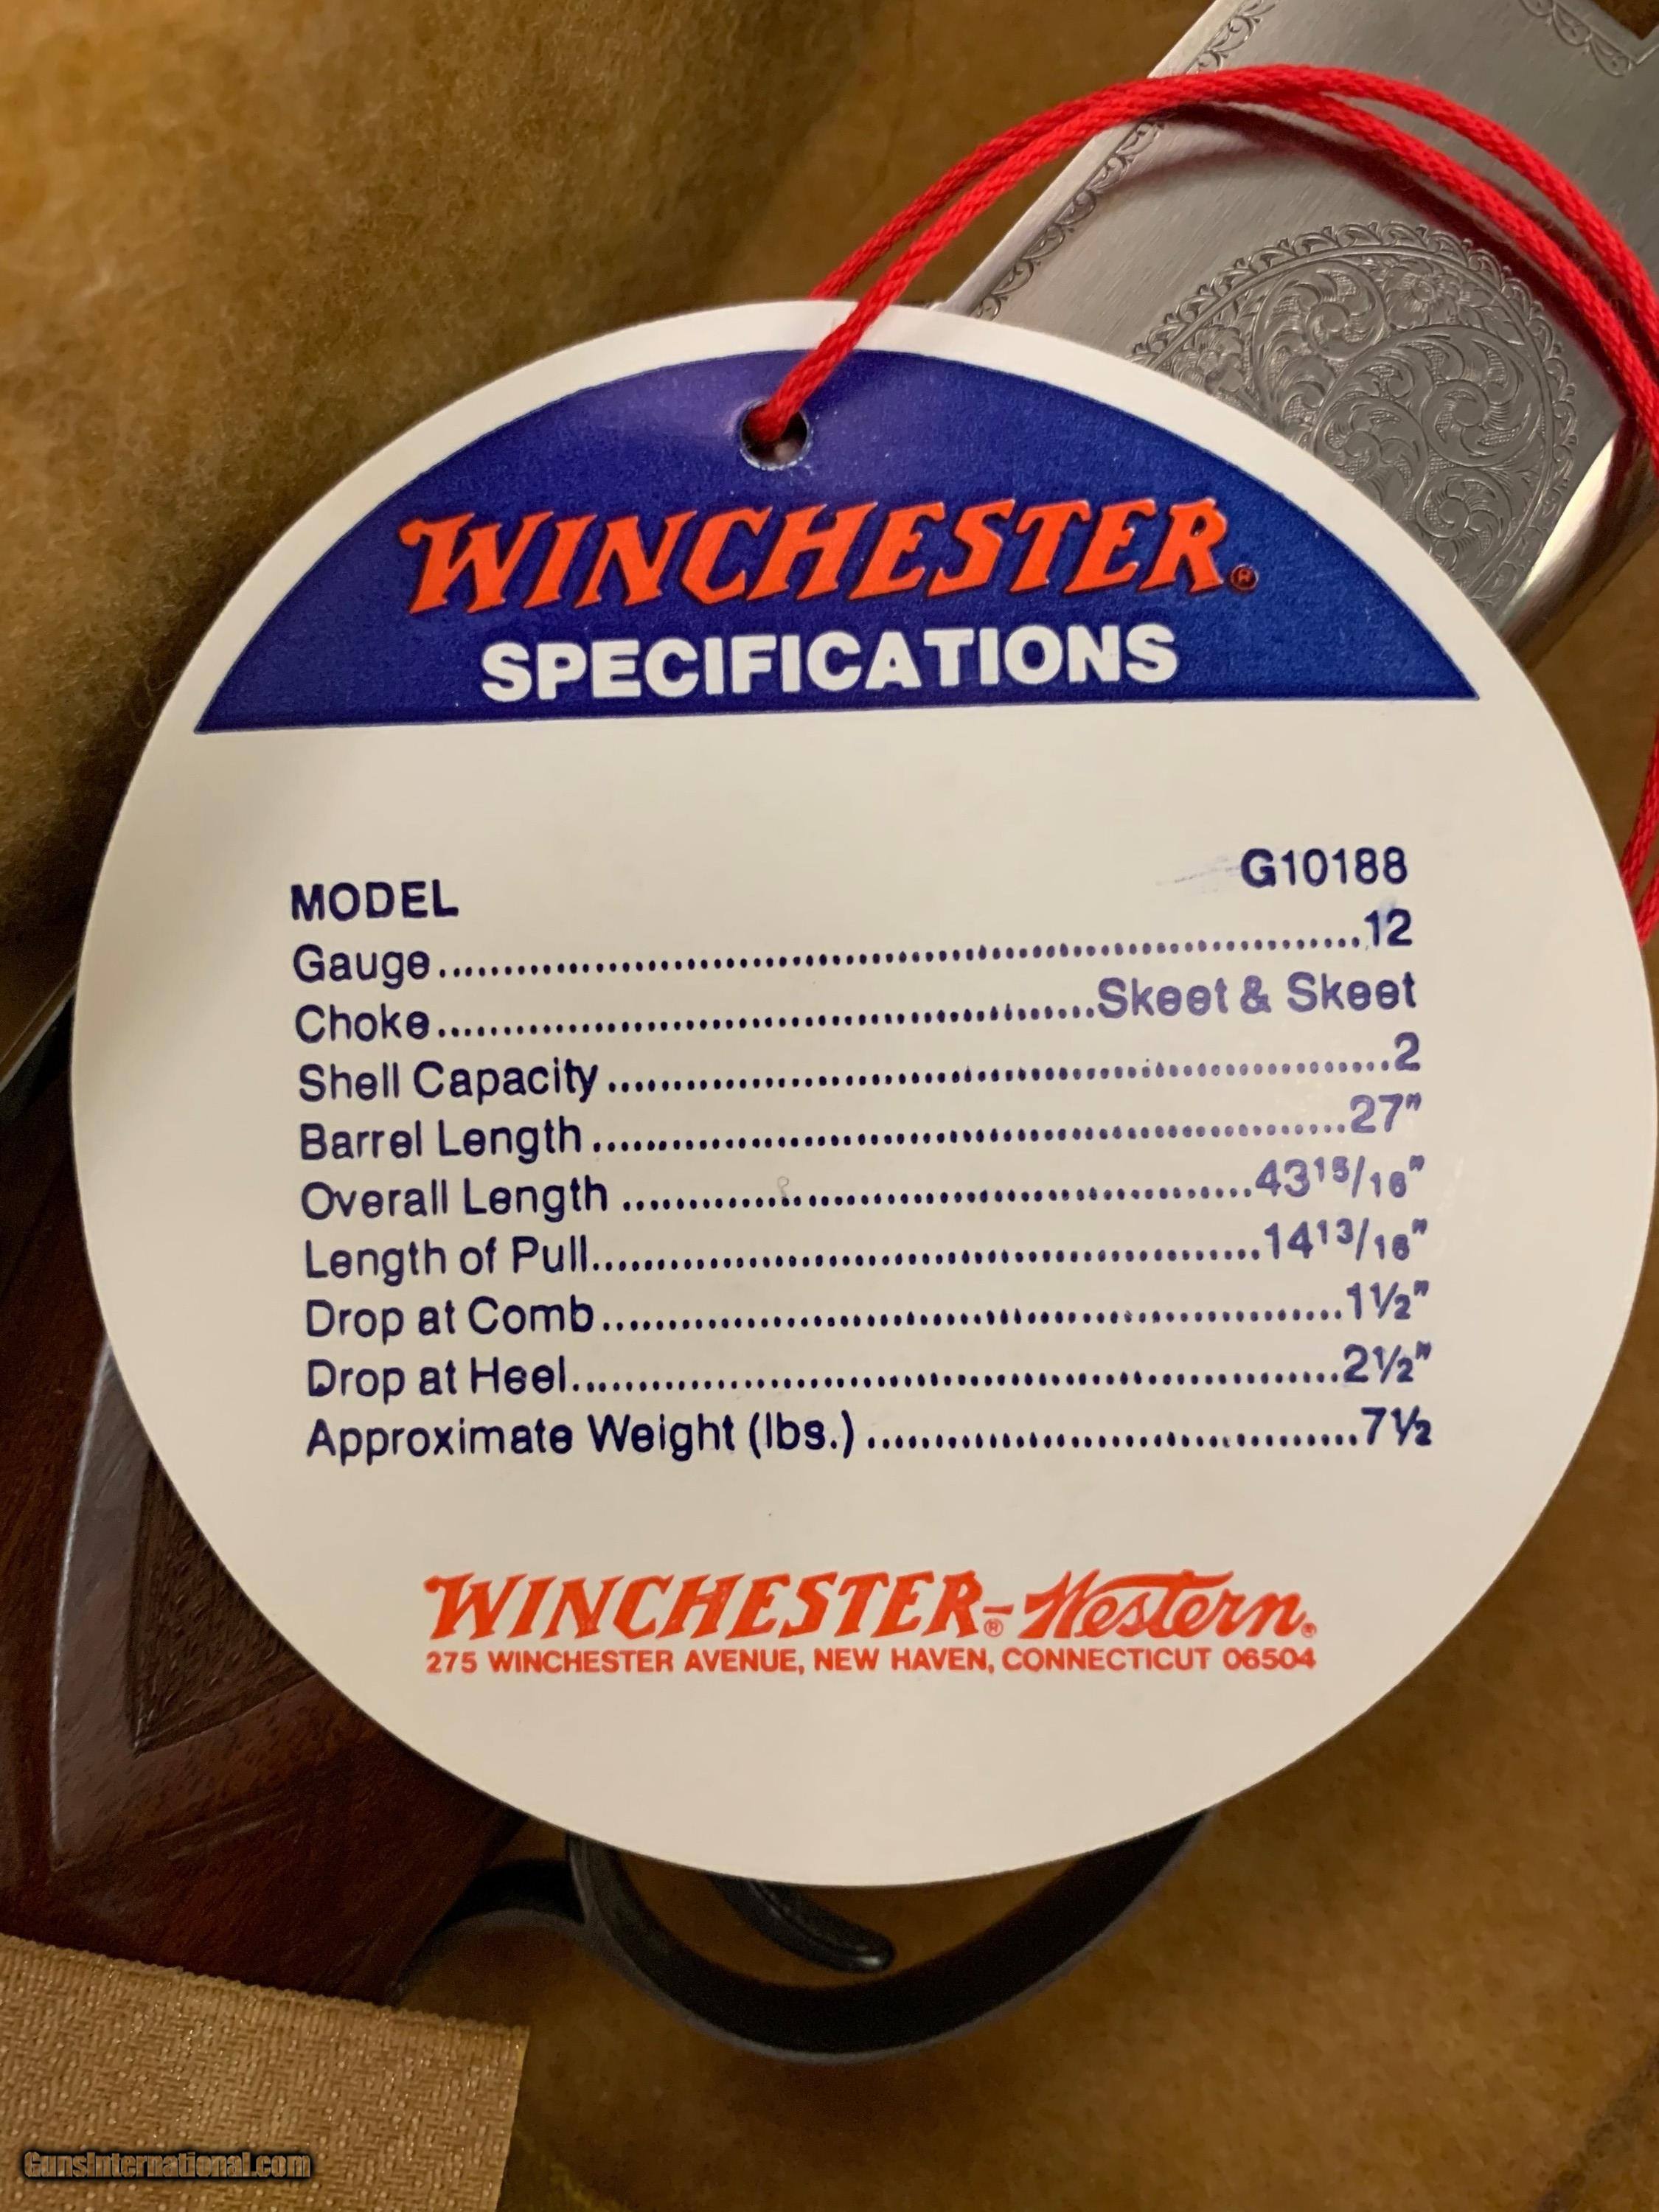 WINCHESTER®
SPECIFICATIONS
MODEL G10188
Gauge 12
Choke Skeet & Skeet
Shell Capacity 2
Barrel Length 27"
Overall Length 43 15/16"
Length of Pull 14 13/16"
Drop at Comb 1½"
Drop at Heel 2½"
Approximate Weight (lbs.) 7½
WINCHESTER®-Western®
275 WINCHESTER AVENUE, NEW HAVEN, CONNECTICUT 06504
GunsInternational.com